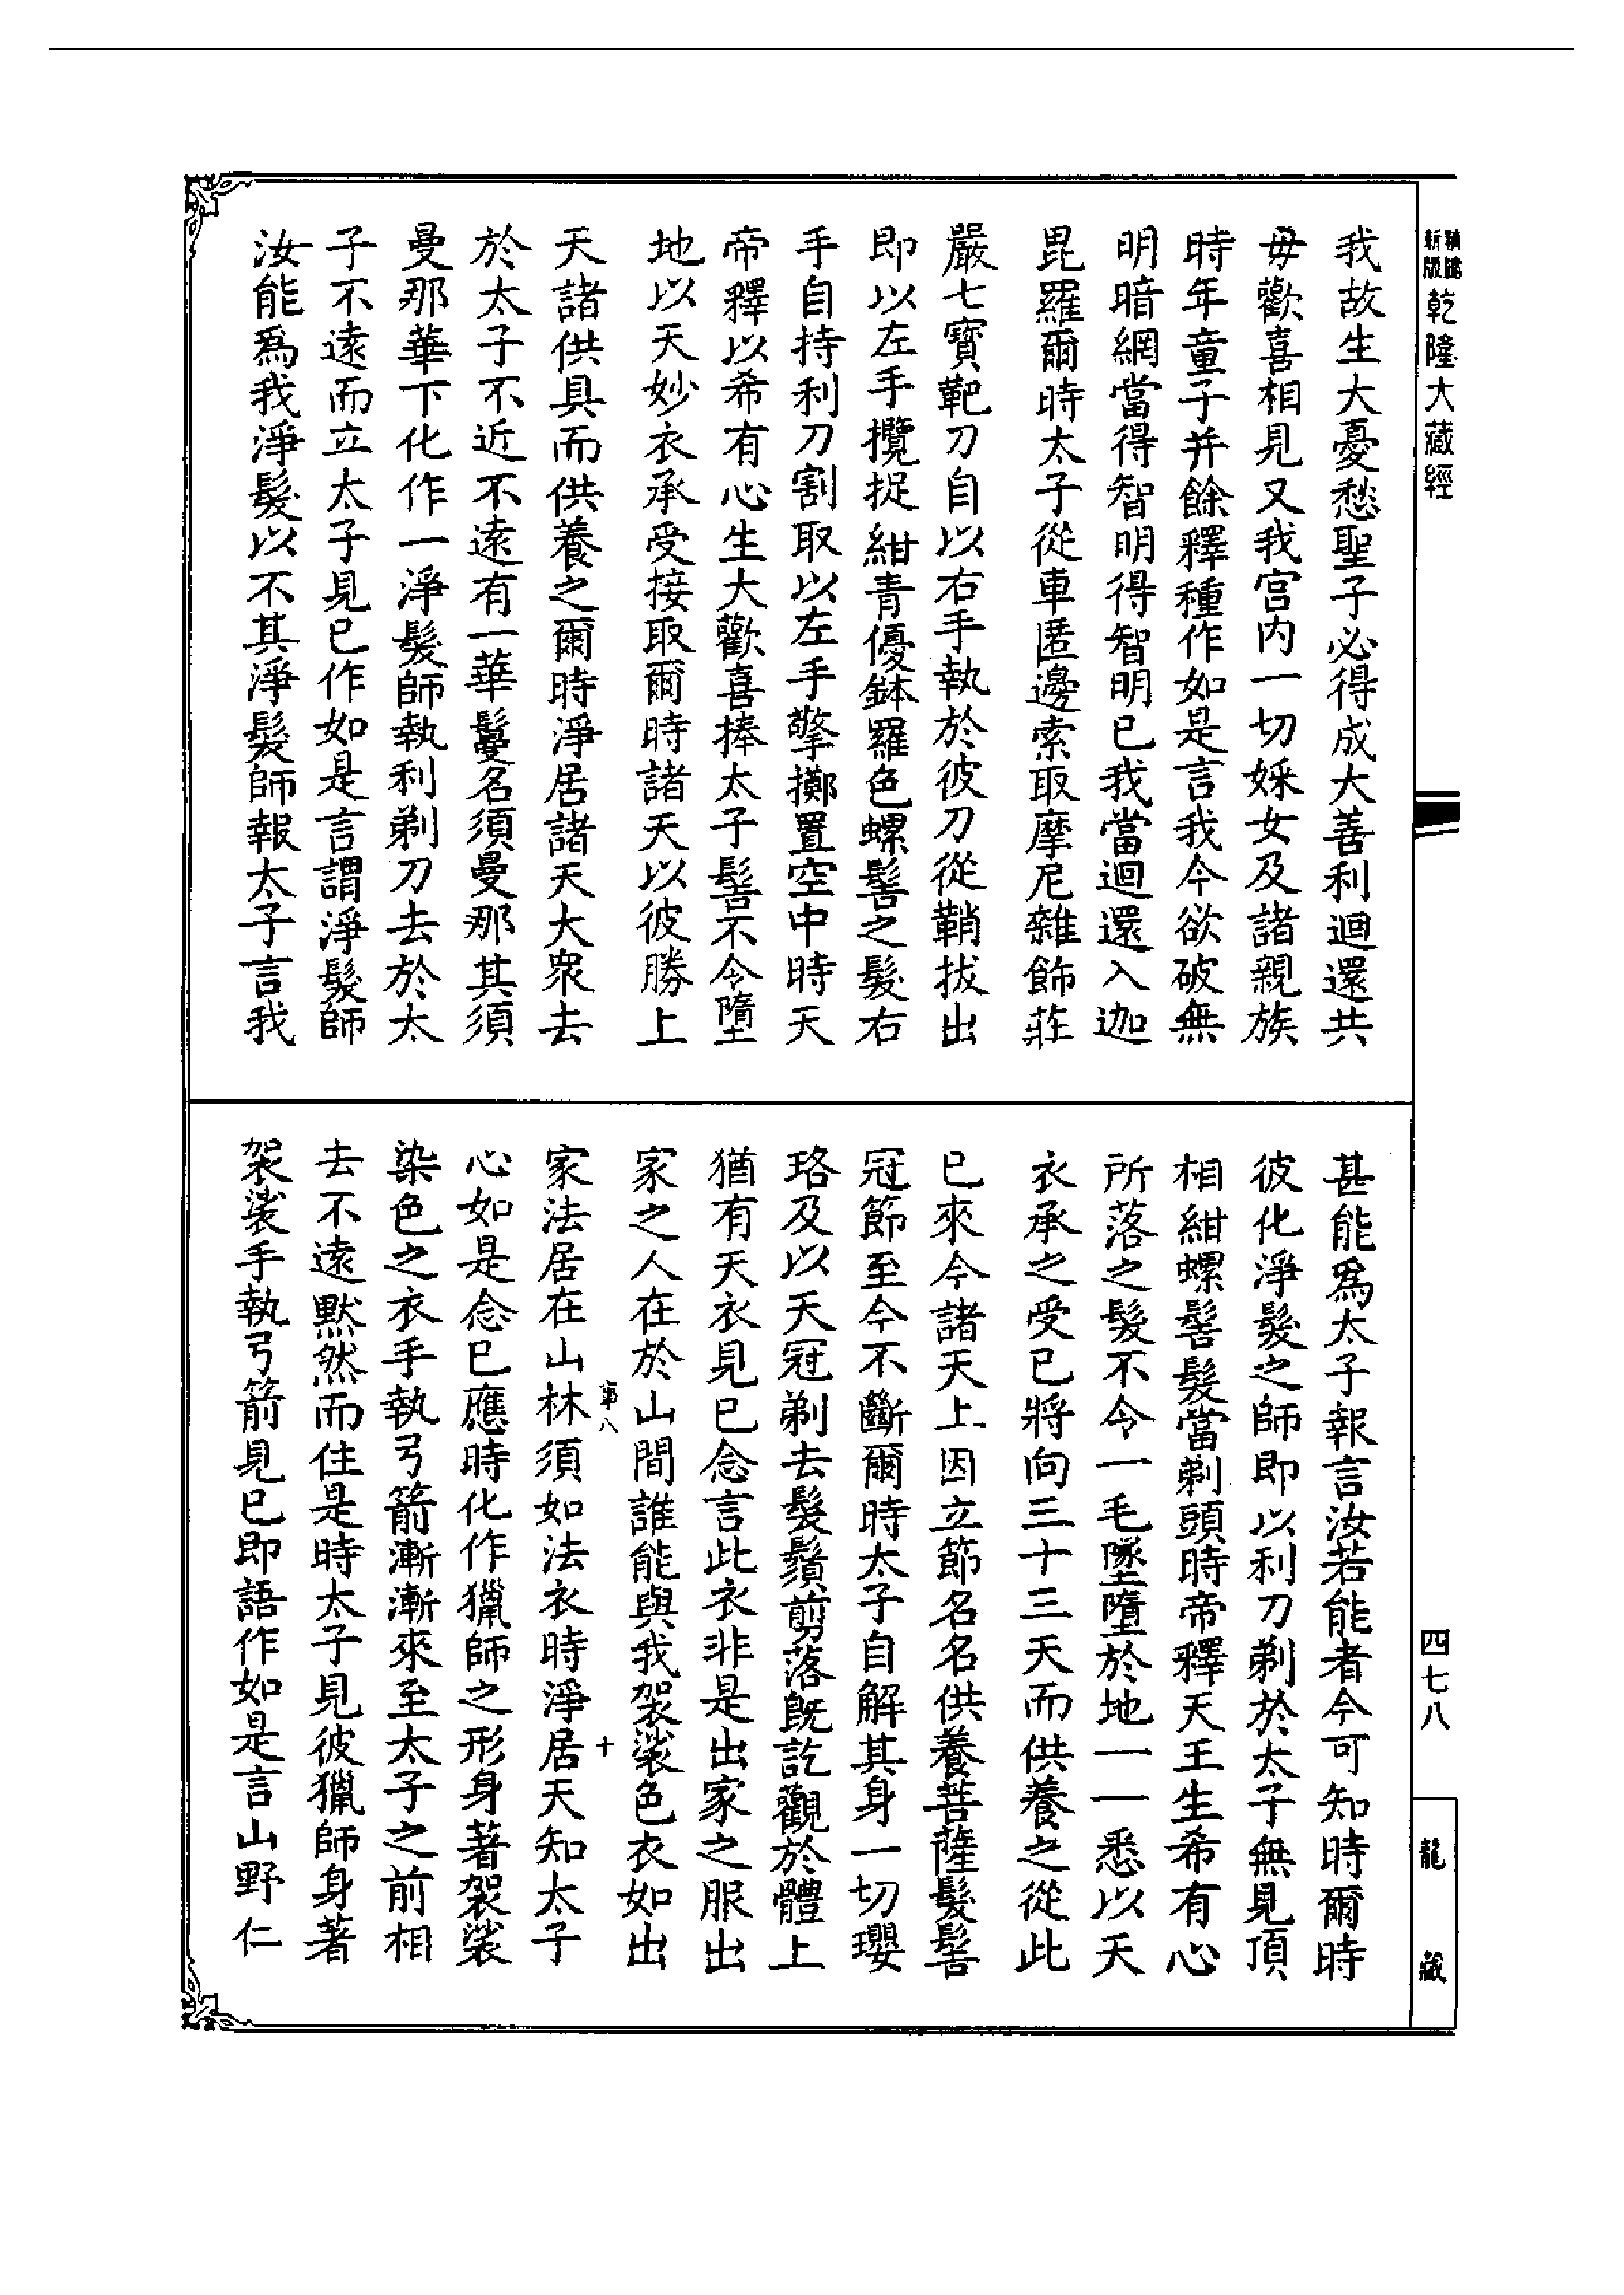 乾隆大藏經
四七八
龍藏
我故生大憂愁聖子必得成大善利迴還共
毋歡喜相見又我宫内一切婇女及諸親族
時年童子并餘釋種作如是言我今欲破無
明暗網當得智明得智明已我當迴還入迦
毘羅爾時太子從車匿邊索取摩尼雜飾莊
嚴七寶靶刀自以右手執於彼刀從鞘拔出
即以左手攬捉紺青優鉢羅色螺髻之髮右
手自持利刀割取以左手擎擲置空中時天
帝釋以希有心生大歡喜捧太子髻不令墮
地以天妙衣承受接取爾時諸天以彼勝上
天諸供具而供養之爾時淨居諸天大衆去
於太子不近不遠有一華鬘名須曼那其須
曼那華下化作一淨髮師執利剃刀去於太
子不遠而立太子見已作如是言謂淨髮師
汝能爲我淨髮以不其淨髮師報太子言我
甚能爲太子報言汝若能者今可知時爾時
彼化淨髮之師即以利刀剃於太子無見頂
相紺螺髻髮當剃頭時帝釋天王生希有心
所落之髮不令一毛墜墮於地一一悉以天
衣承之受已將向三十三天而供養之從此
已來令諸天上因立節名名供養菩薩髮髻
冠節至今不斷爾時太子自解其身一切瓔
珞及以天冠剃去髮鬚剪落既訖觀於體上
猶有天衣見已念言此衣非是出家之服出
家之人在於山間誰能與我袈裟色衣如出
家法居在山林須如法衣時淨居天知太子
心如是念已應時化作獵師之形身著袈裟
染色之衣手執弓箭漸漸來至太子之前相
去不遠默然而住是時太子見彼獵師身著
袈裟手執弓箭見已即語作如是言山野仁